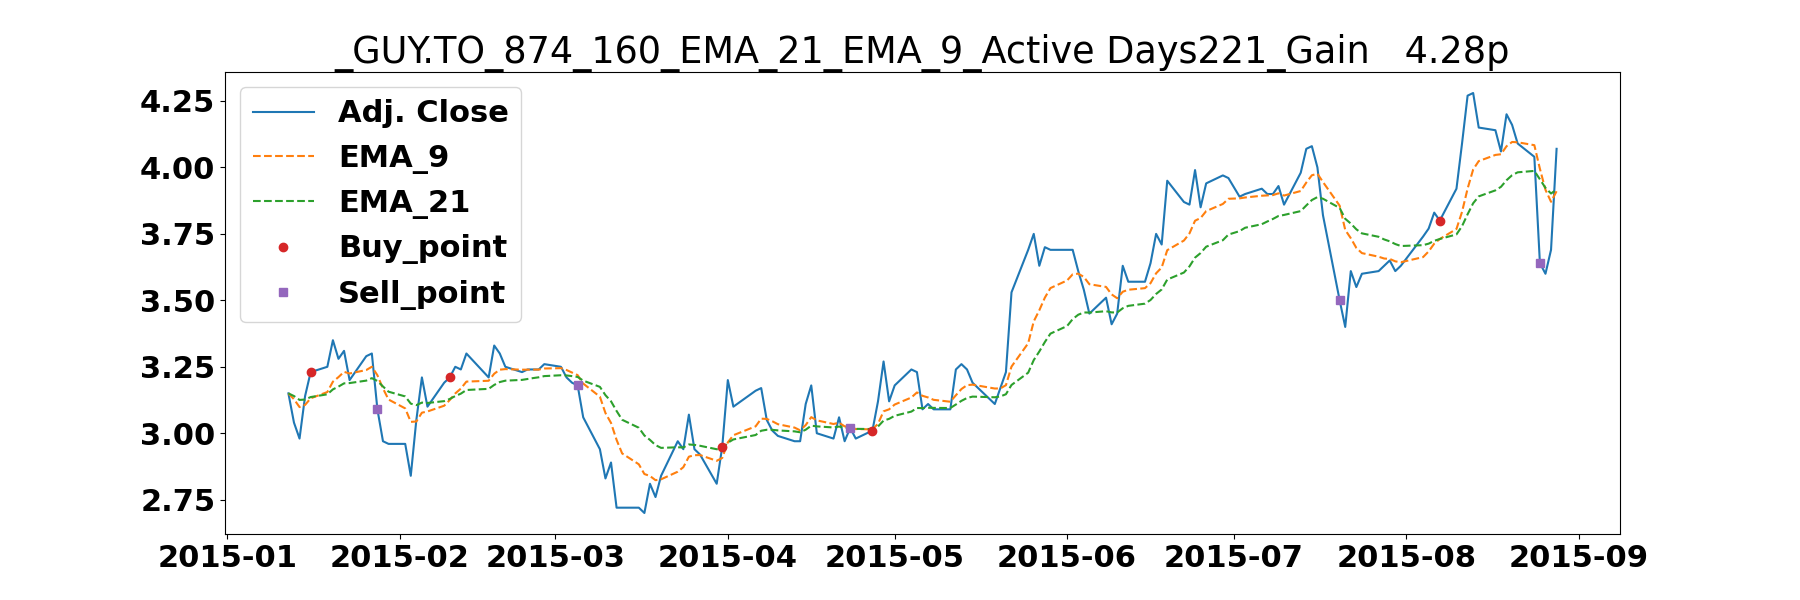 _GUY.TO_874_160_EMA_21_EMA_9_Active Days221_Gain   4.28p
4.25
4.00
3.75
3.50
3.25
3.00
2.75
Adj. Close
EMA_9
EMA_21
Buy_point
Sell_point
2015-01 2015-02 2015-03 2015-04 2015-05 2015-06 2015-07 2015-08 2015-09